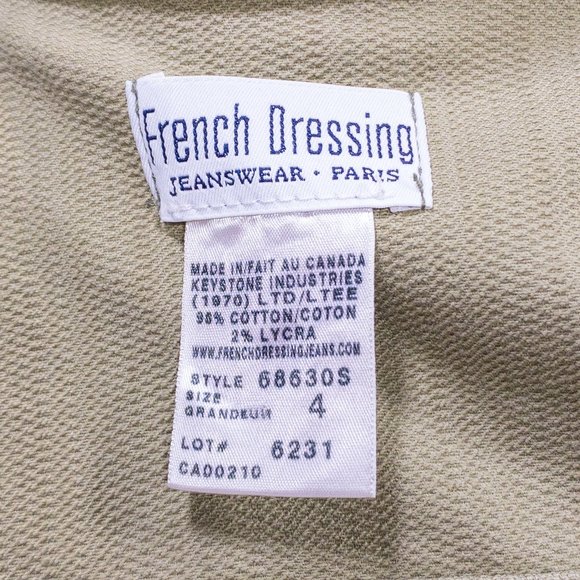 French Dressing
JEANSWEAR · PARIS
MADE IN/FAIT AU CANADA
KEYSTONE INDUSTRIES
(1970) LTD/LTEE
98% COTTON/COTON
2% LYCRA
WWW.FRENCHDRESSINGJEANS.COM
STYLE 68630S
SIZE
GRANDEUR 4
LOT# 6231
CA00210